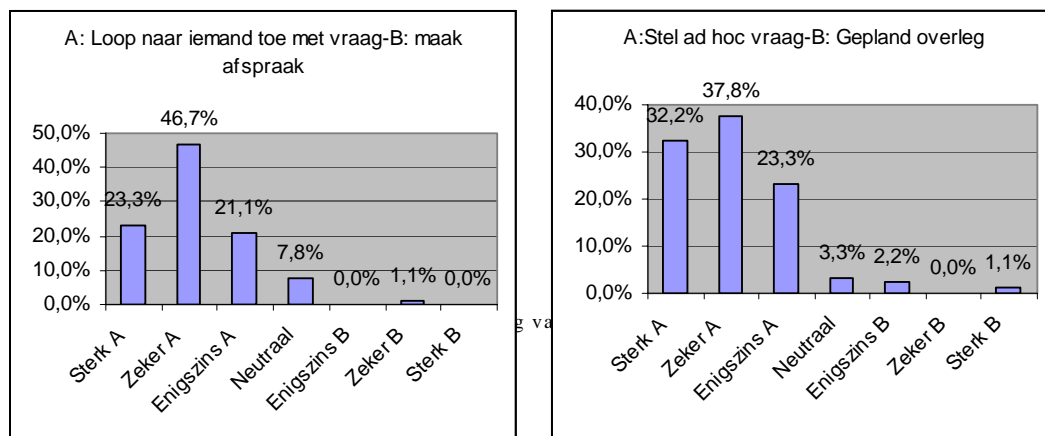 A: Loop naar iemand toe met vraag-B: maak
afspraak
50,0%
40,0%
30,0%
20,0%
10,0%
0,0%
23,3%
46,7%
21,1%
7,8%
0,0%
1,1%
0,0%
Sterk A
Zeker A
Enigszins A
Neutraal
Enigszins B
Zeker B
Sterk B
g va
A:Stel ad hoc vraag-B: Gepland overleg
40,0%
30,0%
20,0%
10,0%
0,0%
32,2%
37,8%
23,3%
3,3%
2,2%
0,0%
1,1%
Sterk A
Zeker A
Enigszins A
Neutraal
Enigszins B
Zeker B
Sterk B